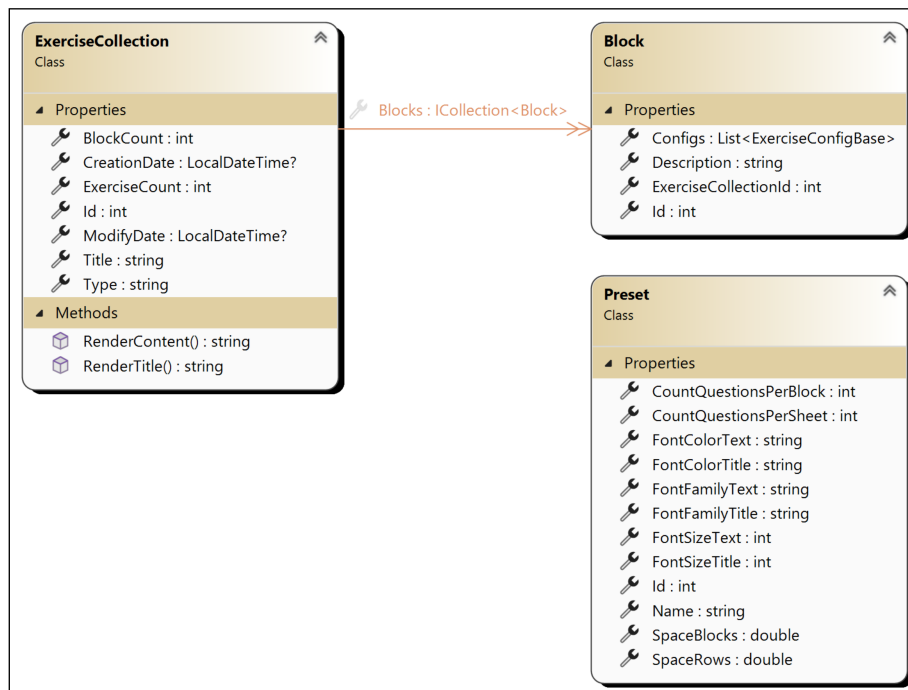 ExerciseCollection
Class
Properties
BlockCount : int
CreationDate : LocalDateTime?
ExerciseCount : int
Id : int
ModifyDate : LocalDateTime?
Title : string
Type : string
Methods
RenderContent() : string
RenderTitle() : string
Blocks : ICollection<Block>
Block
Class
Properties
Configs : List<ExerciseConfigBase>
Description : string
ExerciseCollectionId : int
Id : int
Preset
Class
Properties
CountQuestionsPerBlock : int
CountQuestionsPerSheet : int
FontColorText : string
FontColorTitle : string
FontFamilyText : string
FontFamilyTitle : string
FontSizeText : int
FontSizeTitle : int
Id : int
Name : string
SpaceBlocks : double
SpaceRows : double